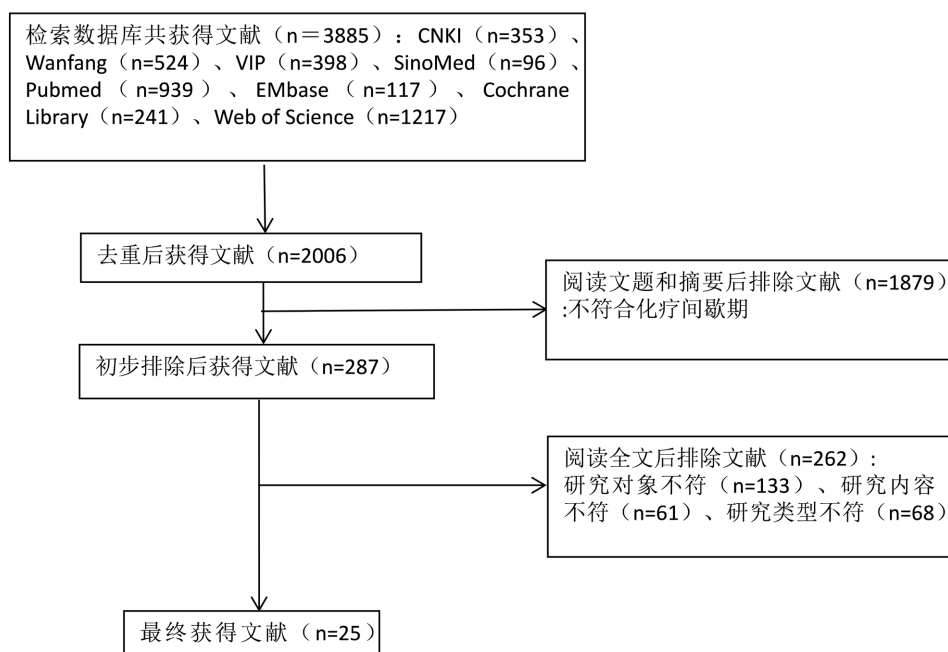 检索数据库共获得文献（n＝3885）：CNKI（n=353）、
Wanfang（n=524）、VIP（n=398）、SinoMed（n=96）、
Pubmed（n=939）、EMbase（n=117）、Cochrane
Library（n=241）、Web of Science（n=1217）
去重后获得文献（n=2006）
阅读文题和摘要后排除文献（n=1879）
:不符合化疗间歇期
初步排除后获得文献（n=287）
阅读全文后排除文献（n=262）:
研究对象不符（n=133）、研究内容
不符（n=61）、研究类型不符（n=68）
最终获得文献（n=25）